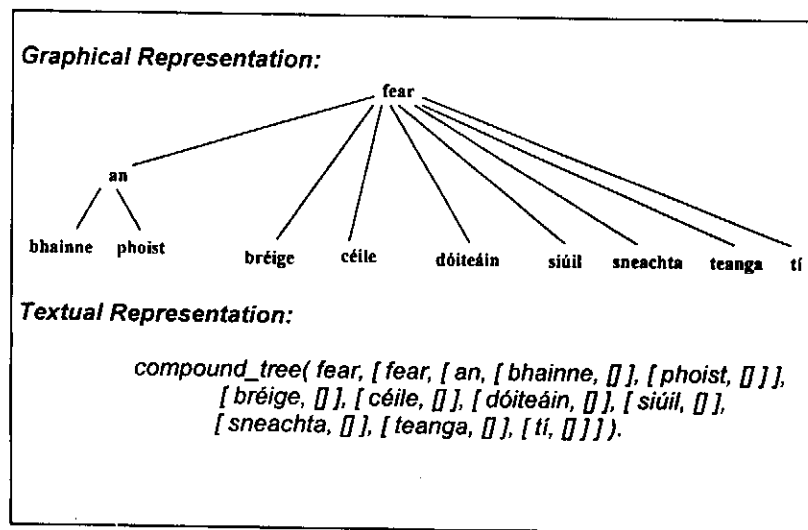 Graphical Representation:
fear
an
bhainne phoist bréige céile dóiteáin siúil sneachta teanga tí
Textual Representation:
compound_tree( fear, [ fear, [ an, [ bhainne, [] ], [ phoist, [] ] ],
[ bréige, [] ], [ céile, [] ], [ dóiteáin, [] ], [ siúil, [] ],
[ sneachta, [] ], [ teanga, [] ], [ tí, [] ] ] ).